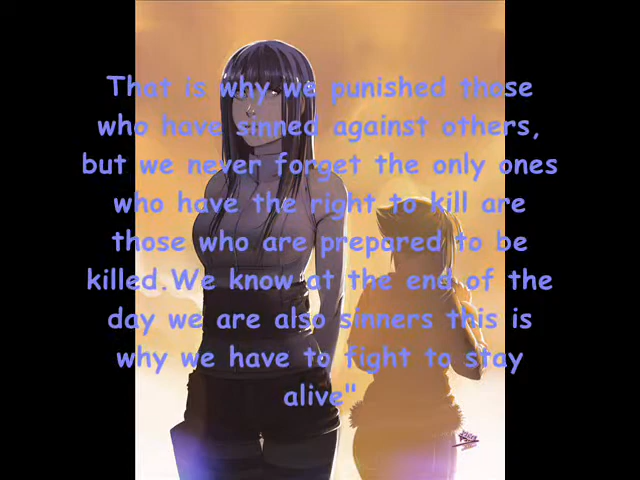 That is why we punished those
who have sinned against others,
but we never forget the only ones
who have the right to kill are
those who are prepared to be
killed.We know at the end of the
day we are also sinners this is
why we have to fight to stay
alive"